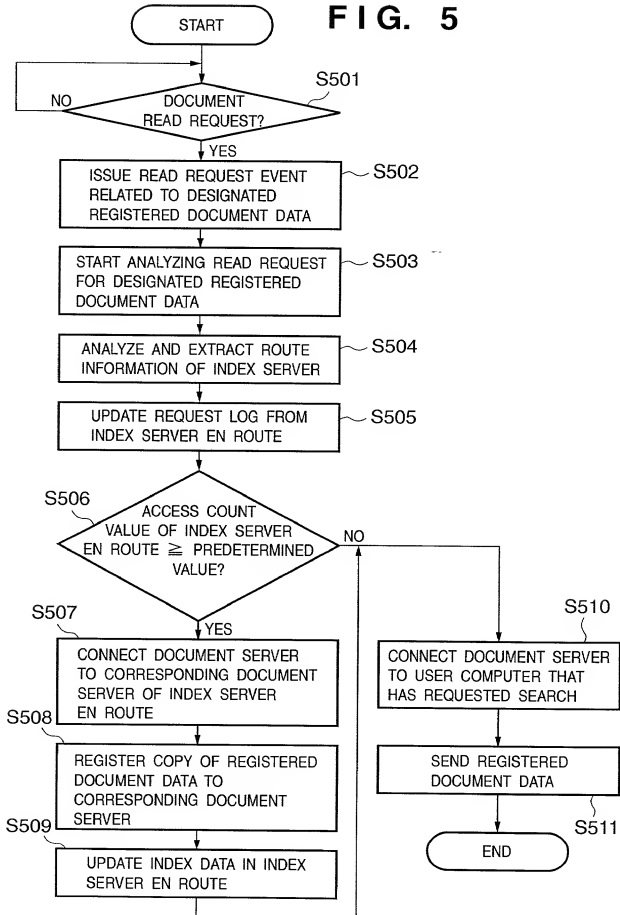 FIG. 5
START
S501
NO
DOCUMENT
READ REQUEST?
YES
S502
ISSUE READ REQUEST EVENT
RELATED TO DESIGNATED
REGISTERED DOCUMENT DATA
S503
START ANALYZING READ REQUEST
FOR DESIGNATED REGISTERED
DOCUMENT DATA
S504
ANALYZE AND EXTRACT ROUTE
INFORMATION OF INDEX SERVER
S505
UPDATE REQUEST LOG FROM
INDEX SERVER EN ROUTE
S506
ACCESS COUNT
VALUE OF INDEX SERVER
EN ROUTE ≧ PREDETERMINED
VALUE?
NO
YES
S507
CONNECT DOCUMENT SERVER
TO CORRESPONDING DOCUMENT
SERVER OF INDEX SERVER
EN ROUTE
S508
REGISTER COPY OF REGISTERED
DOCUMENT DATA TO
CORRESPONDING DOCUMENT
SERVER
S509
UPDATE INDEX DATA IN INDEX
SERVER EN ROUTE
S510
CONNECT DOCUMENT SERVER
TO USER COMPUTER THAT
HAS REQUESTED SEARCH
SEND REGISTERED
DOCUMENT DATA
S511
END